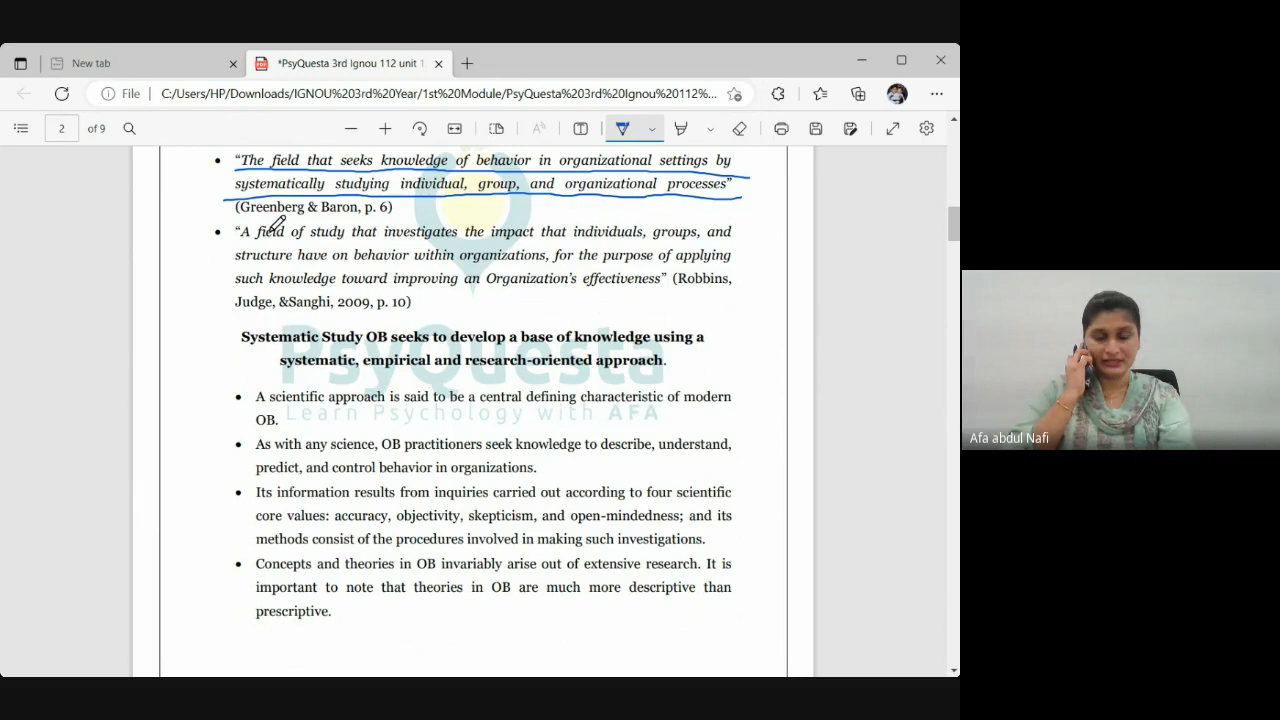 New tab
*PsyQuesta 3rd Ignou 112 unit 1
File
C:/Users/HP/Downloads/IGNOU%203rd%20Year/1st%20Module/PsyQuesta%203rd%20Ignou%20112%...
2 of 9
• “The field that seeks knowledge of behavior in organizational settings by
systematically studying individual, group, and organizational processes”
(Greenberg & Baron, p. 6)
• “A field of study that investigates the impact that individuals, groups, and
structure have on behavior within organizations, for the purpose of applying
such knowledge toward improving an Organization’s effectiveness” (Robbins,
Judge, &Sanghi, 2009, p. 10)
Systematic Study OB seeks to develop a base of knowledge using a
systematic, empirical and research-oriented approach.
PsyQuesta
• A scientific approach is said to be a central defining characteristic of modern
Learn Psychology with AFA
OB.
• As with any science, OB practitioners seek knowledge to describe, understand,
predict, and control behavior in organizations.
• Its information results from inquiries carried out according to four scientific
core values: accuracy, objectivity, skepticism, and open-mindedness; and its
methods consist of the procedures involved in making such investigations.
• Concepts and theories in OB invariably arise out of extensive research. It is
important to note that theories in OB are much more descriptive than
prescriptive.
Afa abdul Nafi